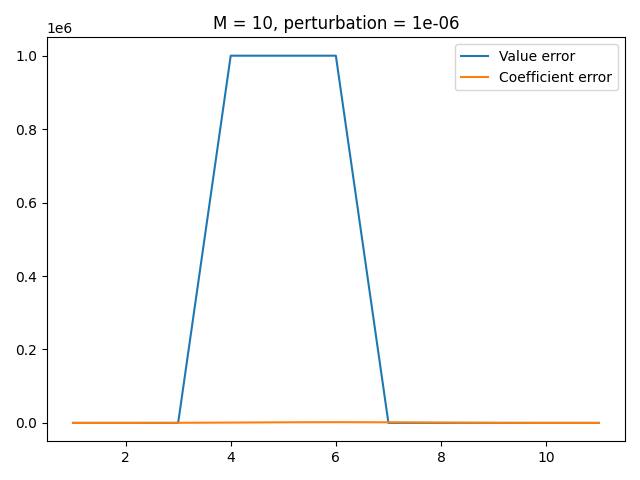 M = 10, perturbation = 1e-06
1e6
Value error
Coefficient error
1.0
0.8
0.6
0.4
0.2
0.0
2 4 6 8 10